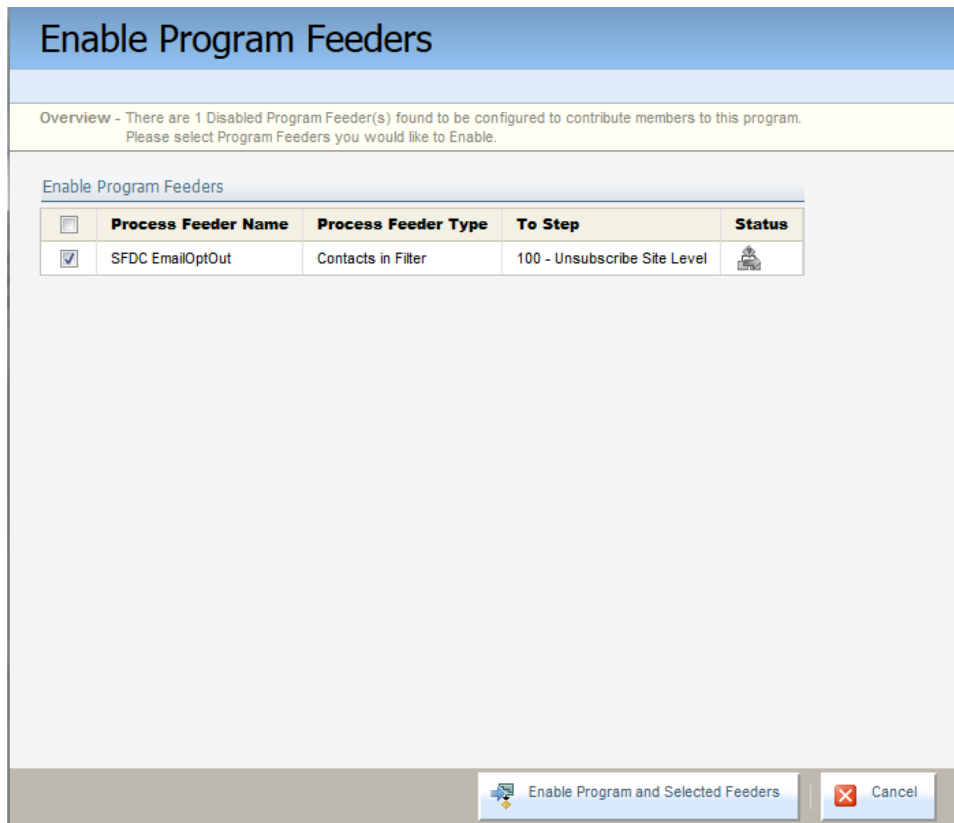 Enable Program Feeders
Overview - There are 1 Disabled Program Feeder(s) found to be configured to contribute members to this program.
Please select Program Feeders you would like to Enable.
Enable Program Feeders
Process Feeder Name Process Feeder Type To Step Status
SFDC EmailOptOut Contacts in Filter 100 - Unsubscribe Site Level
Enable Program and Selected Feeders Cancel